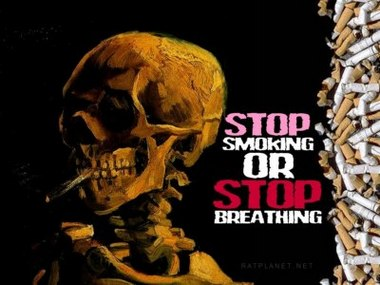 STOP
SMOKING
OR
STOP
BREATHING
RATPLANET.NET